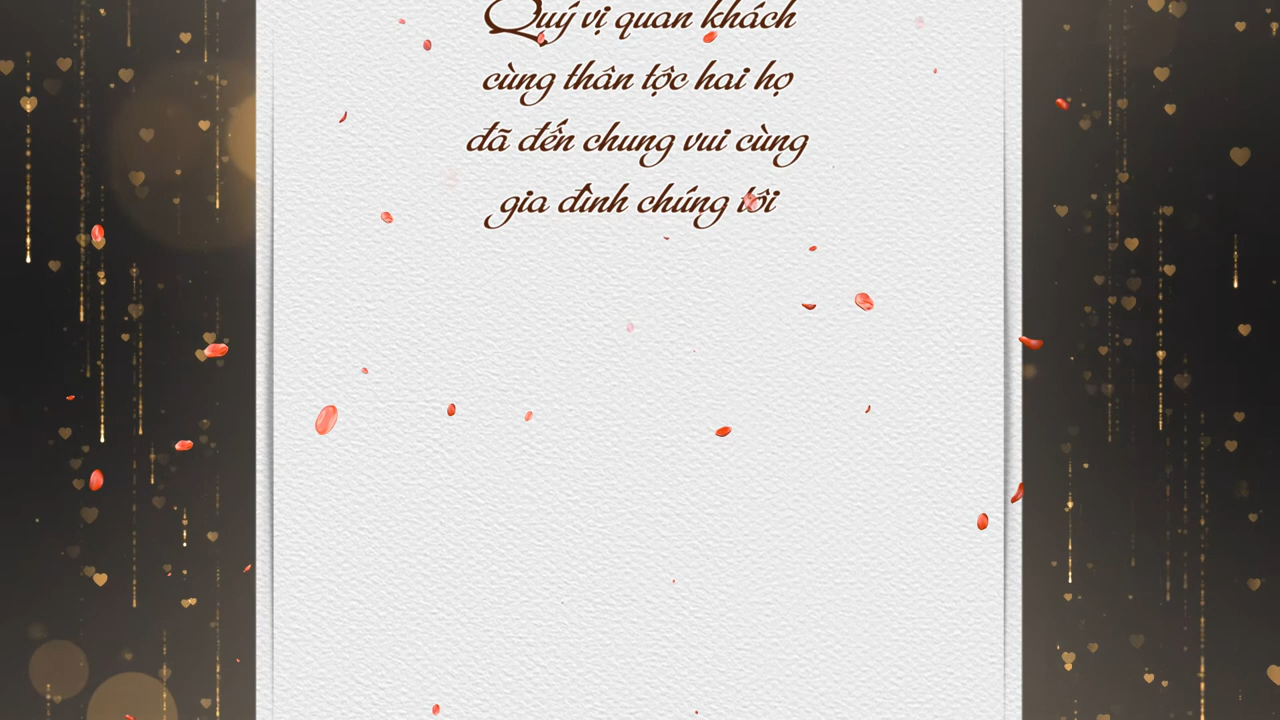 Quý vị quan khách
cùng thân tộc hai họ
đã đến chung vui cùng
gia đình chúng tôi